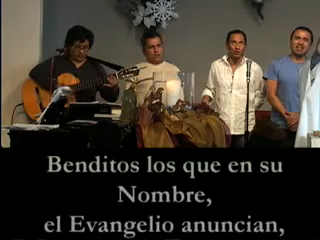 Benditos los que en su
Nombre,
el Evangelio anuncian,